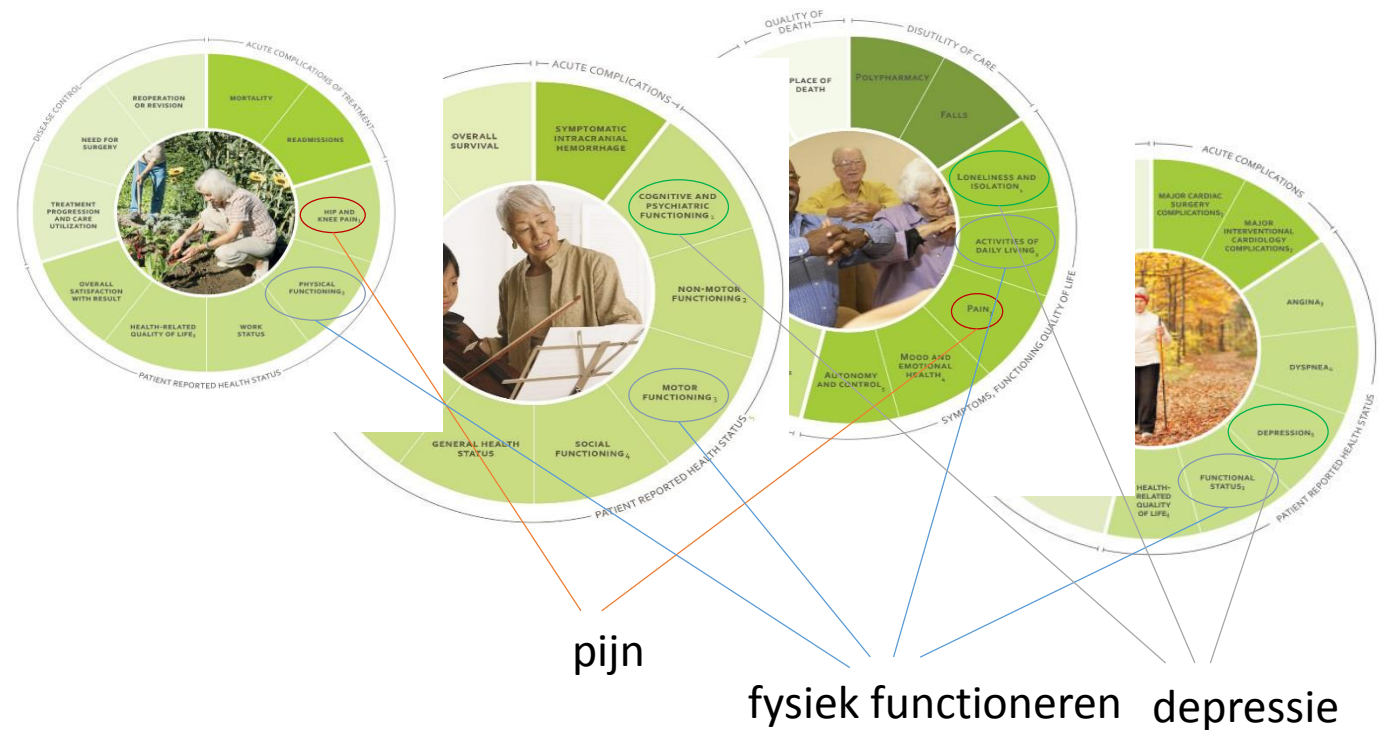 DISEASE CONTROL
ACUTE COMPLICATIONS OF TREATMENT
REOPERATION
OR REVISION
MORTALITY
NEED FOR
SURGERY
READMISSIONS
TREATMENT
PROGRESSION
AND CARE
UTILIZATION
HIP AND
KNEE PAIN
OVERALL
SATISFACTION
WITH RESULT
PHYSICAL
FUNCTIONING
HEALTH-RELATED
QUALITY OF LIFE
WORK
STATUS
PATIENT REPORTED HEALTH STATUS
ACUTE COMPLICATIONS
OVERALL
SURVIVAL
SYMPTOMATIC
INTRACRANIAL
HEMORRHAGE
COGNITIVE AND
PSYCHIATRIC
FUNCTIONING
NON-MOTOR
FUNCTIONING2
MOTOR
FUNCTIONING3
GENERAL HEALTH
STATUS
SOCIAL
FUNCTIONING4
PATIENT REPORTED HEALTH STATUS
QUALITY OF
DEATH
DISUTILITY OF CARE
PLACE OF
DEATH
POLYPHARMACY
FALLS
LONELINESS AND
ISOLATION
ACTIVITIES OF
DAILY LIVING
PAIN
MOOD AND
EMOTIONAL
HEALTH4
AUTONOMY
AND CONTROL5
SYMPTOMS, FUNCTIONING QUALITY OF LIFE
ACUTE COMPLICATIONS
MAJOR CARDIAC
SURGERY
COMPLICATIONS
MAJOR
INTERVENTIONAL
CARDIOLOGY
COMPLICATIONS
ANGINA
DYSPNEA
DEPRESSION
FUNCTIONAL
STATUS
HEALTH-
RELATED
QUALITY
OF LIFE
PATIENT REPORTED HEALTH STATUS
pijn
fysiek functioneren
depressie